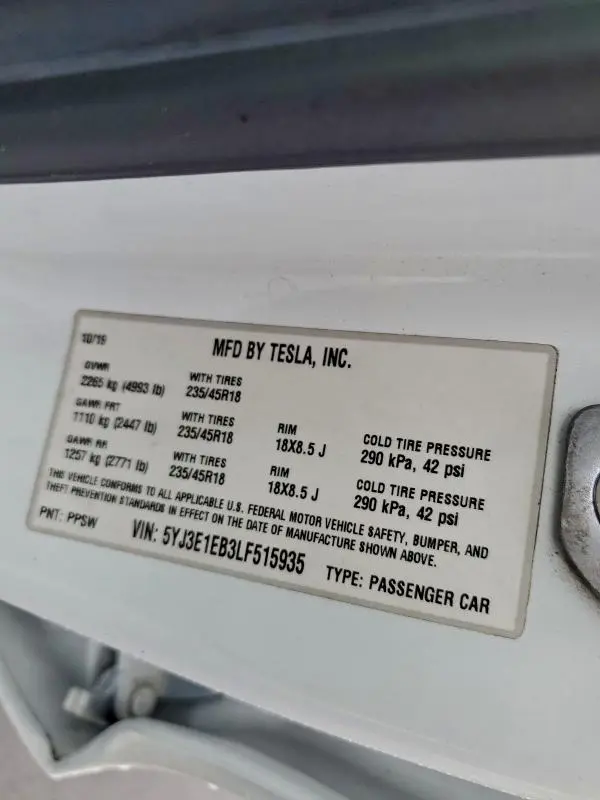 10/19
MFD BY TESLA, INC.
GVWR
2265 kg (4993 lb)
WITH TIRES
235/45R18
GAWR FRT
1110 kg (2447 lb)
WITH TIRES
235/45R18
RIM
18X8.5 J
COLD TIRE PRESSURE
290 kPa, 42 psi
GAWR RR
1257 kg (2771 lb)
WITH TIRES
235/45R18
RIM
18X8.5 J
COLD TIRE PRESSURE
290 kPa, 42 psi
THIS VEHICLE CONFORMS TO ALL APPLICABLE U.S. FEDERAL MOTOR VEHICLE SAFETY, BUMPER, AND
THEFT PREVENTION STANDARDS IN EFFECT ON THE DATE OF MANUFACTURE SHOWN ABOVE.
PNT: PPSW
VIN: 5YJ3E1EB3LF515935
TYPE: PASSENGER CAR